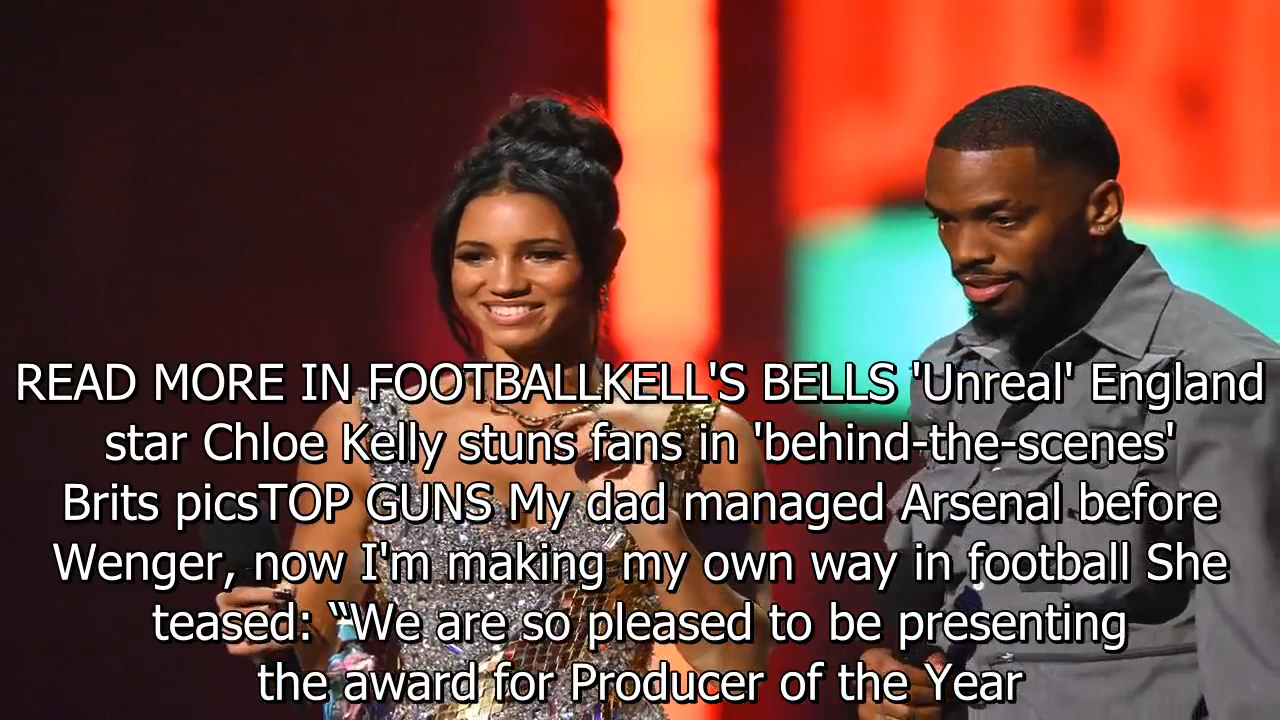 READ MORE IN FOOTBALLKELL'S BELLS 'Unreal' England
star Chloe Kelly stuns fans in 'behind-the-scenes'
Brits picsTOP GUNS My dad managed Arsenal before
Wenger, now I'm making my own way in football She
teased: “We are so pleased to be presenting
the award for Producer of the Year